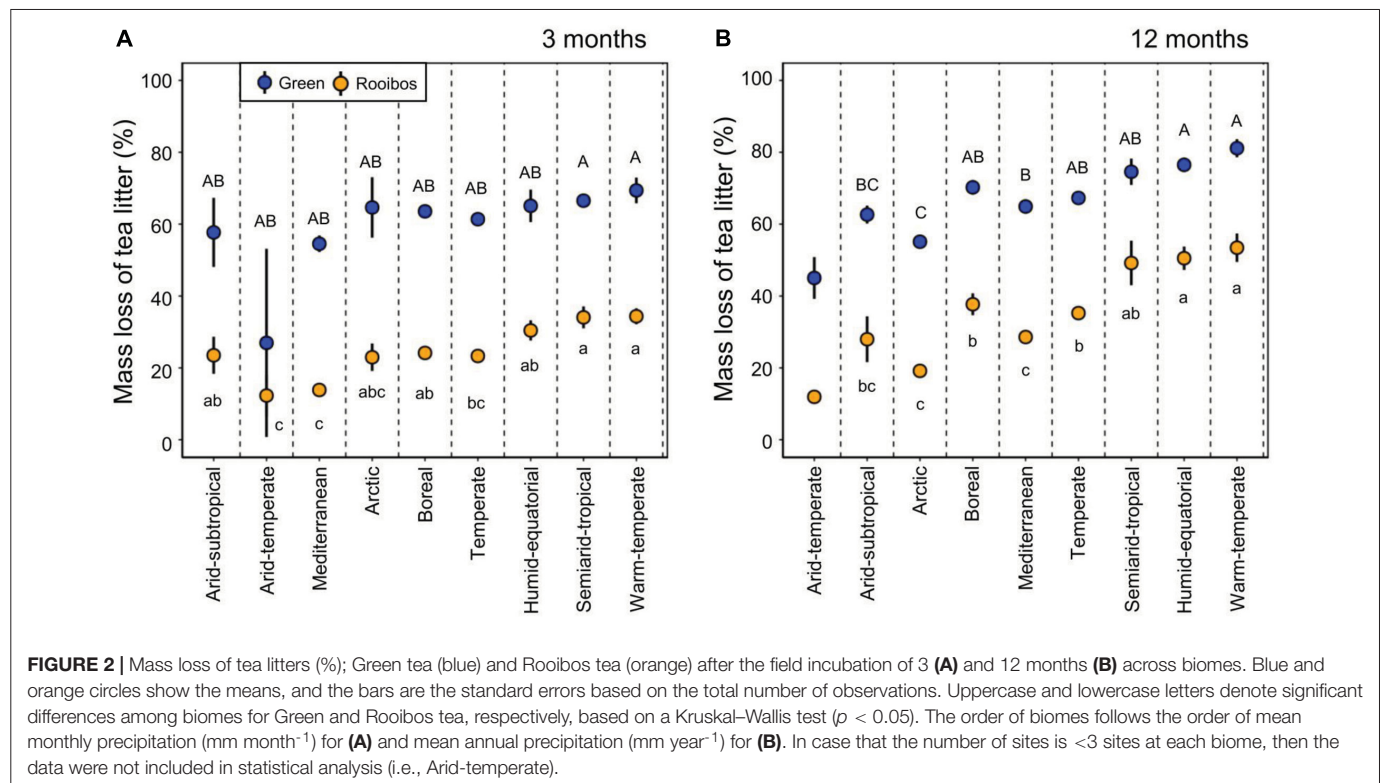 A
3 months
Mass loss of tea litter (%)
100
80
60
40
20
0
Green Rooibos
AB AB AB AB AB AB AB A A
ab c c abc ab bc ab a a
Arid-subtropical
Arid-temperate
Mediterranean
Arctic
Boreal
Temperate
Humid-equatorial
Semiarid-tropical
Warm-temperate
B
12 months
Mass loss of tea litter (%)
100
80
60
40
20
0
BC C AB B AB AB A A
bc c b c b ab a a
Arid-temperate
Arid-subtropical
Arctic
Boreal
Mediterranean
Temperate
Semiarid-tropical
Humid-equatorial
Warm-temperate
FIGURE 2 | Mass loss of tea litters (%); Green tea (blue) and Rooibos tea (orange) after the field incubation of 3 (A) and 12 months (B) across biomes. Blue and
orange circles show the means, and the bars are the standard errors based on the total number of observations. Uppercase and lowercase letters denote significant
differences among biomes for Green and Rooibos tea, respectively, based on a Kruskal–Wallis test (p < 0.05). The order of biomes follows the order of mean
monthly precipitation (mm month-1) for (A) and mean annual precipitation (mm year-1) for (B). In case that the number of sites is <3 sites at each biome, then the
data were not included in statistical analysis (i.e., Arid-temperate).